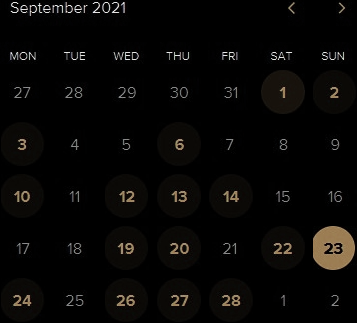 September 2021
MON TUE WED THU FRI SAT SUN
27 28 29 30 31 1 2
3 4 5 6 7 8 9
10 11 12 13 14 15 16
17 18 19 20 21 22 23
24 25 26 27 28 1 2